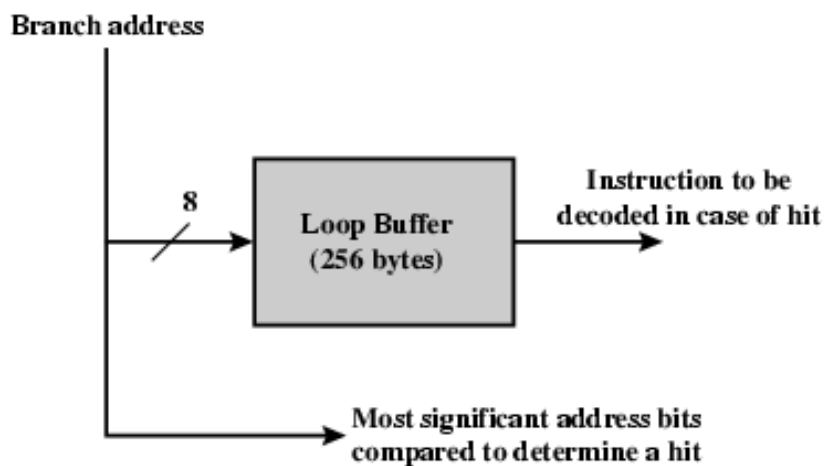 Branch address
8
Instruction to be
decoded in case of hit
Loop Buffer
(256 bytes)
Most significant address bits
compared to determine a hit